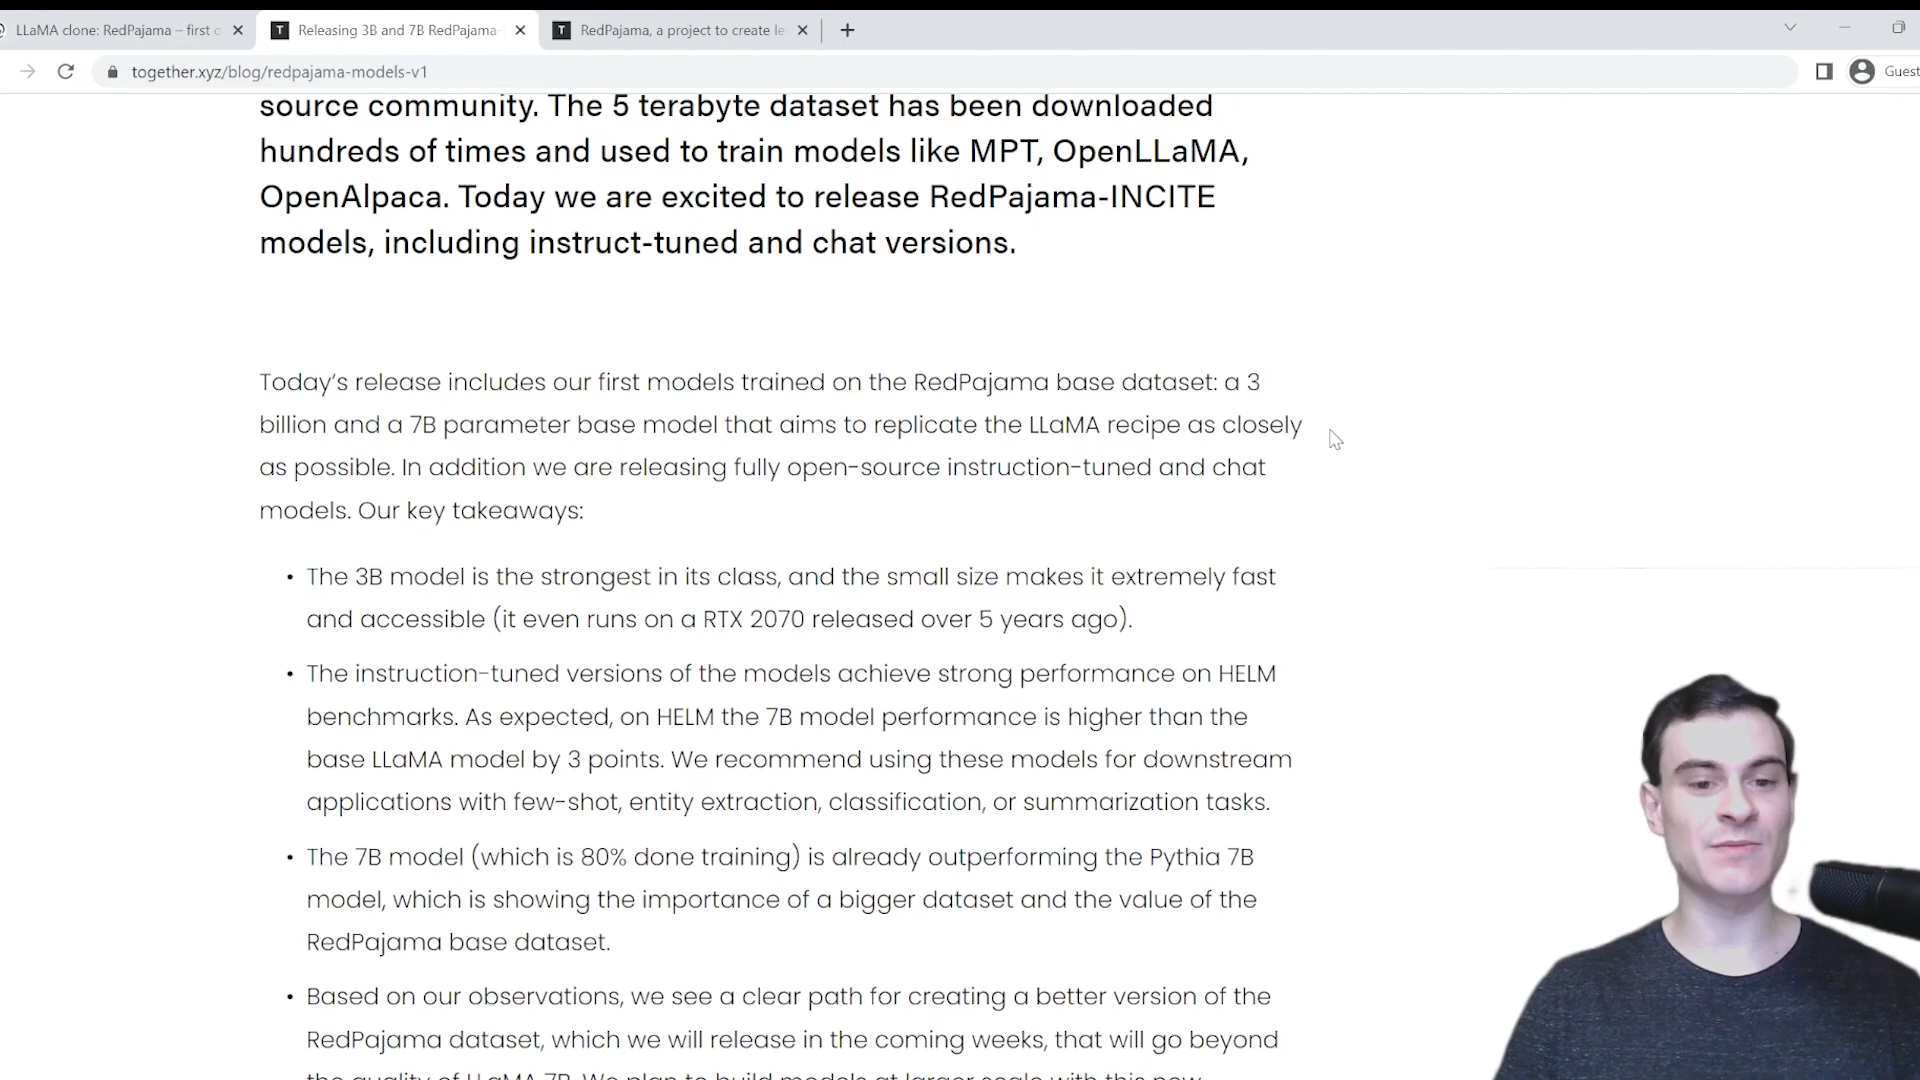 LLaMA clone: RedPajama – first o
Releasing 3B and 7B RedPajama-
RedPajama, a project to create le
together.xyz/blog/redpajama-models-v1
Guest
source community. The 5 terabyte dataset has been downloaded
hundreds of times and used to train models like MPT, OpenLLaMA,
OpenAlpaca. Today we are excited to release RedPajama-INCITE
models, including instruct-tuned and chat versions.
Today’s release includes our first models trained on the RedPajama base dataset: a 3
billion and a 7B parameter base model that aims to replicate the LLaMA recipe as closely
as possible. In addition we are releasing fully open-source instruction-tuned and chat
models. Our key takeaways:
• The 3B model is the strongest in its class, and the small size makes it extremely fast
and accessible (it even runs on a RTX 2070 released over 5 years ago).
• The instruction-tuned versions of the models achieve strong performance on HELM
benchmarks. As expected, on HELM the 7B model performance is higher than the
base LLaMA model by 3 points. We recommend using these models for downstream
applications with few-shot, entity extraction, classification, or summarization tasks.
• The 7B model (which is 80% done training) is already outperforming the Pythia 7B
model, which is showing the importance of a bigger dataset and the value of the
RedPajama base dataset.
• Based on our observations, we see a clear path for creating a better version of the
RedPajama dataset, which we will release in the coming weeks, that will go beyond
the quality of LLaMA 7B. We plan to build models at larger scale with this new